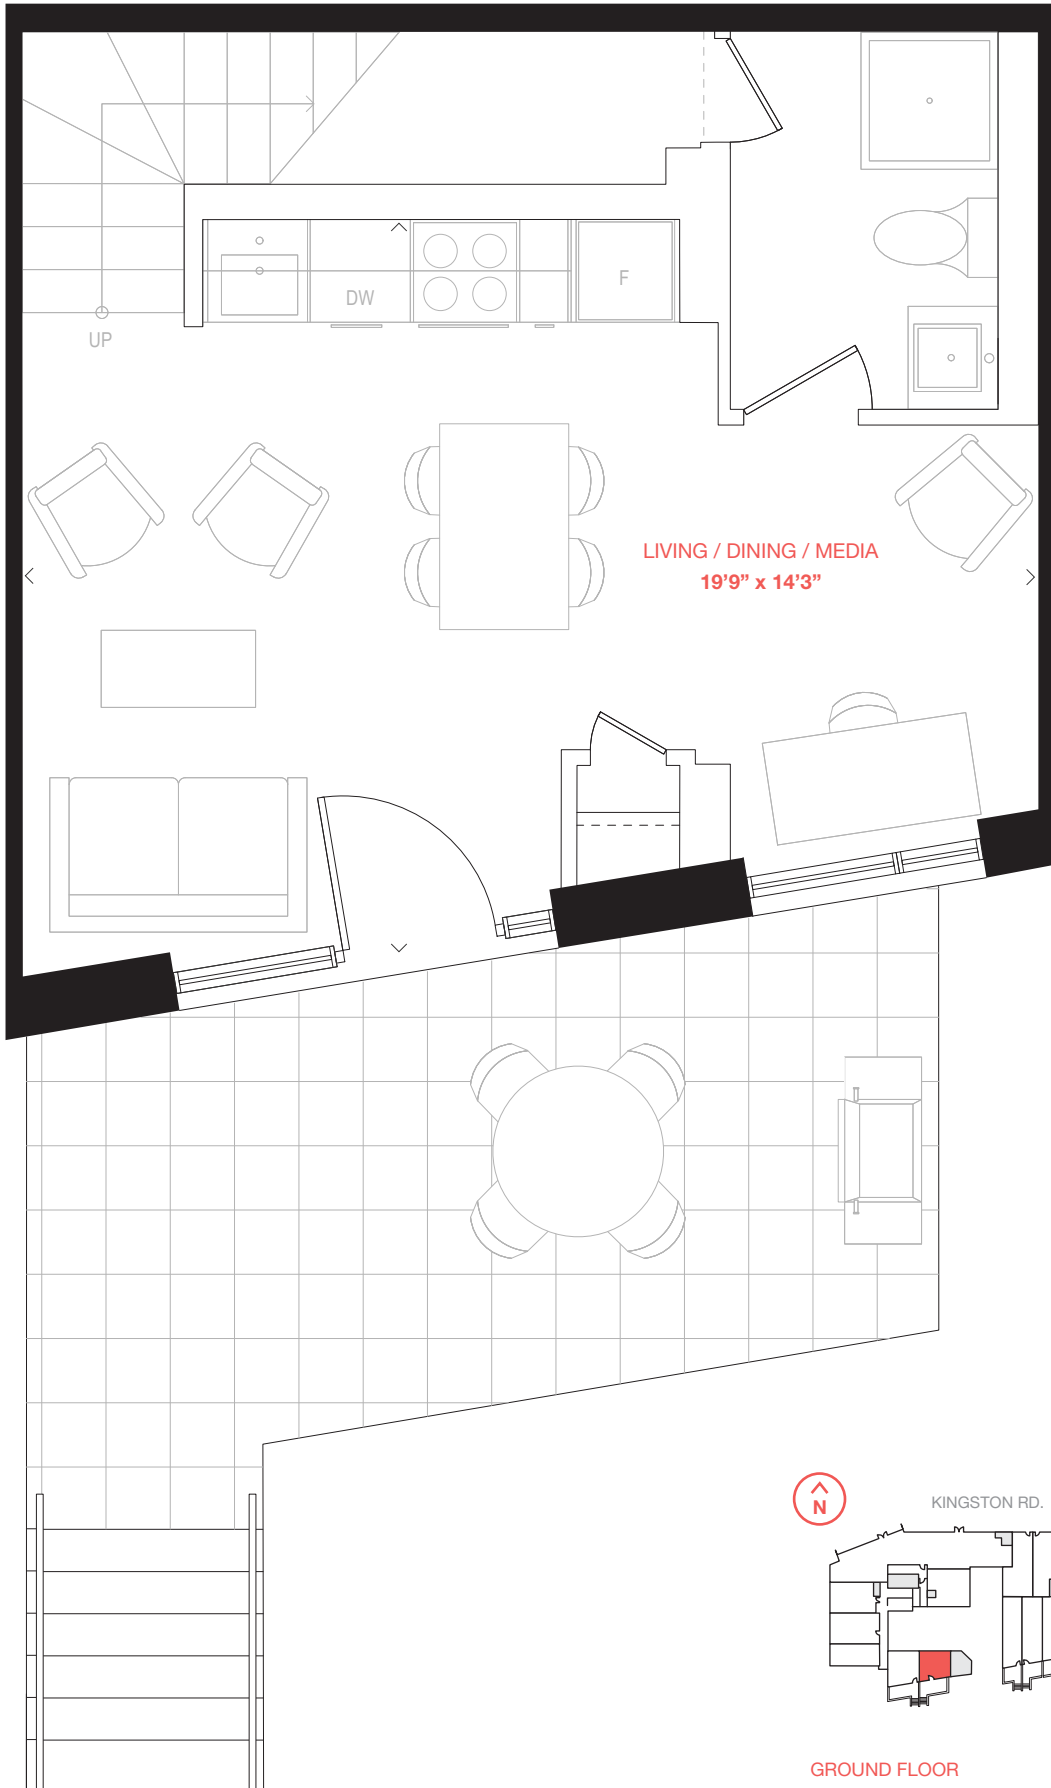 DW
F
UP
LIVING / DINING / MEDIA
19'9" x 14'3"
N
KINGSTON RD.
GROUND FLOOR